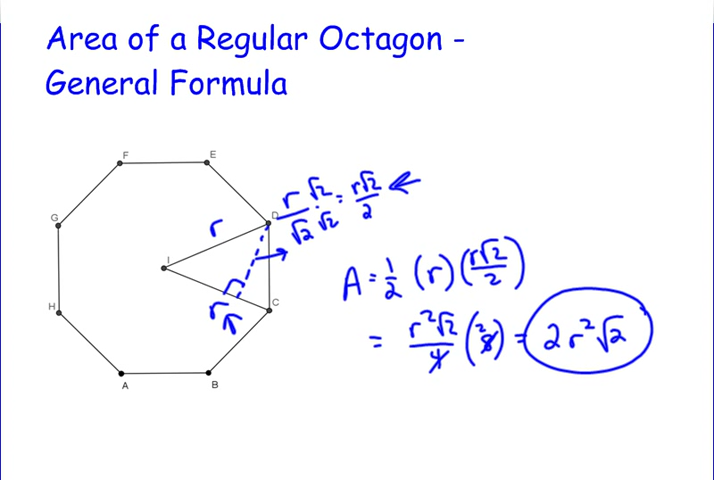 Area of a Regular Octagon -
General Formula
F
E
G
D
r
r/√2 · √2/√2 = r√2/2 ←
I
H
r
C
A = 1/2 (r)(r√2/2)
= r²√2/4 (8) 2 = 2r²√2
A
B